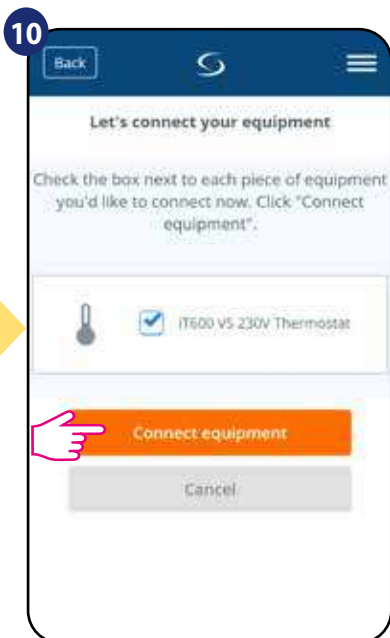 10
Back
Let's connect your equipment
Check the box next to each piece of equipment
you'd like to connect now. Click "Connect
equipment".
iT600 VS 230V Thermostat
Connect equipment
Cancel